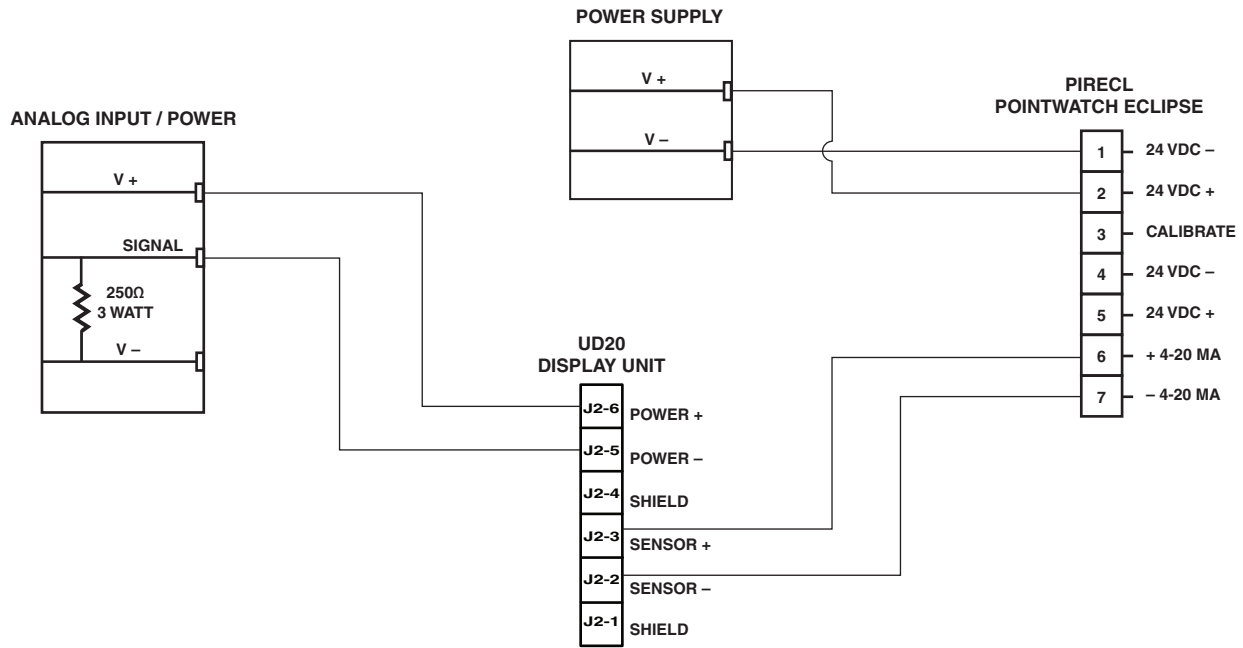 POWER SUPPLY
V +
V –
ANALOG INPUT / POWER
V +
SIGNAL
250Ω
3 WATT
V –
PIRECL
POINTWATCH ECLIPSE
1 24 VDC –
2 24 VDC +
3 CALIBRATE
4 24 VDC –
5 24 VDC +
6 + 4-20 MA
7 – 4-20 MA
UD20
DISPLAY UNIT
J2-6 POWER +
J2-5 POWER –
J2-4 SHIELD
J2-3 SENSOR +
J2-2 SENSOR –
J2-1 SHIELD